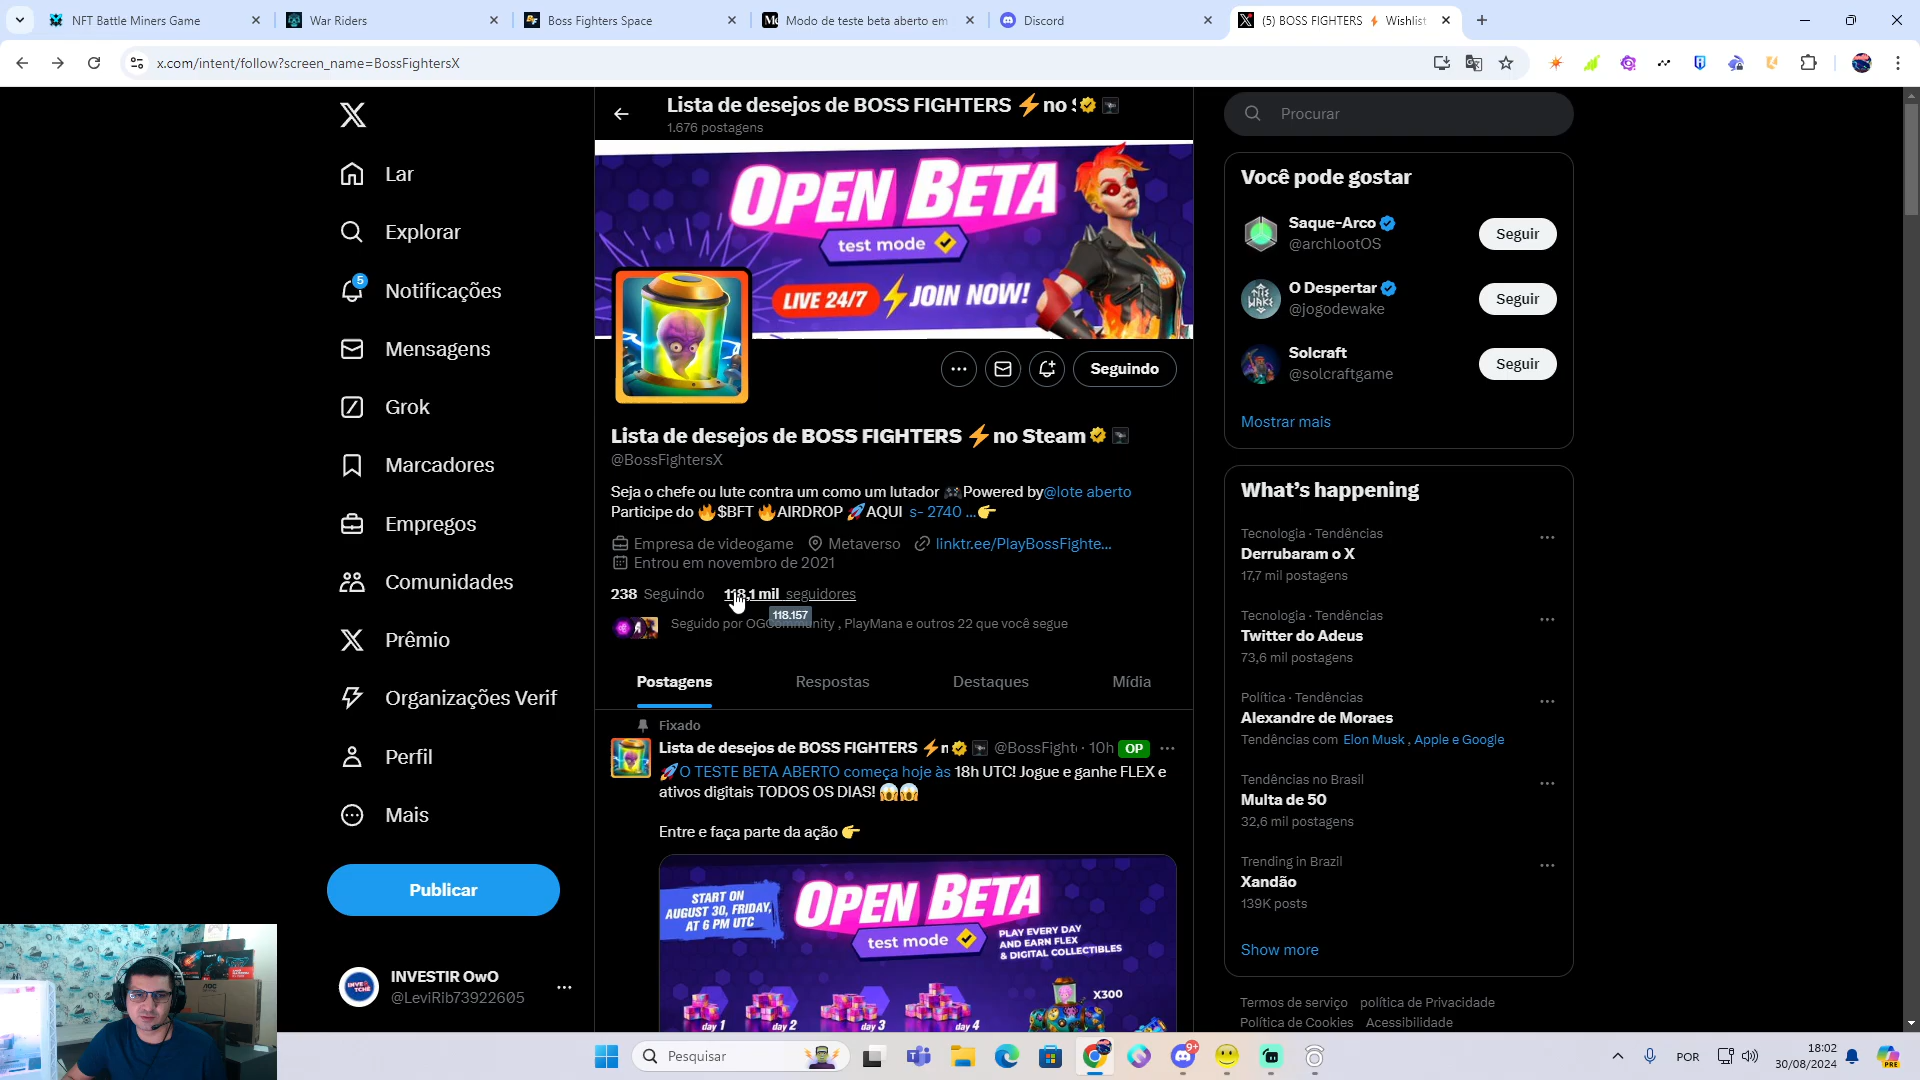 NFT Battle Miners Game
War Riders
Boss Fighters Space
Modo de teste beta aberto em
Discord
(5) BOSS FIGHTERS ⚡ Wishlist
x.com/intent/follow?screen_name=BossFightersX
Lar
Explorar
5
Notificações
Mensagens
Grok
Marcadores
Empregos
Comunidades
Prêmio
Organizações Verif
Perfil
Mais
Publicar
INVESTIR OwO
@LeviRib73922605
Lista de desejos de BOSS FIGHTERS ⚡no
1.676 postagens
OPEN BETA
test mode
LIVE 24/7
JOIN NOW!
Seguindo
Lista de desejos de BOSS FIGHTERS ⚡no Steam
@BossFightersX
Seja o chefe ou lute contra um como um lutador 🎮Powered by@lote aberto
Participe do 🔥$BFT 🔥AIRDROP 🚀AQUI s- 2740 ...👉
Empresa de videogame Metaverso linktr.ee/PlayBossFighte...
Entrou em novembro de 2021
238 Seguindo 118,1 mil seguidores
118.157
Seguido por OGCommunity , PlayMana e outros 22 que você segue
Postagens
Respostas
Destaques
Mídia
Fixado
Lista de desejos de BOSS FIGHTERS ⚡n @BossFight · 10h OP
🚀O TESTE BETA ABERTO começa hoje às 18h UTC! Jogue e ganhe FLEX e
ativos digitais TODOS OS DIAS! 😱😱
Entre e faça parte da ação 👉
START ON
AUGUST 30, FRIDAY,
AT 6 PM UTC
OPEN BETA
test mode
PLAY EVERY DAY
AND EARN FLEX
& DIGITAL COLLECTIBLES
X300
day 1
day 2
day 3
day 4
Procurar
Você pode gostar
Saque-Arco
@archlootOS
Seguir
O Despertar
@jogodewake
Seguir
Solcraft
@solcraftgame
Seguir
Mostrar mais
What's happening
Tecnologia · Tendências
Derrubaram o X
17,7 mil postagens
Tecnologia · Tendências
Twitter do Adeus
73,6 mil postagens
Política · Tendências
Alexandre de Moraes
Tendências com Elon Musk , Apple e Google
Tendências no Brasil
Multa de 50
32,6 mil postagens
Trending in Brazil
Xandão
139K posts
Show more
Termos de serviço política de Privacidade
Política de Cookies Acessibilidade
Pesquisar
9+
POR
18:02
30/08/2024
PRE